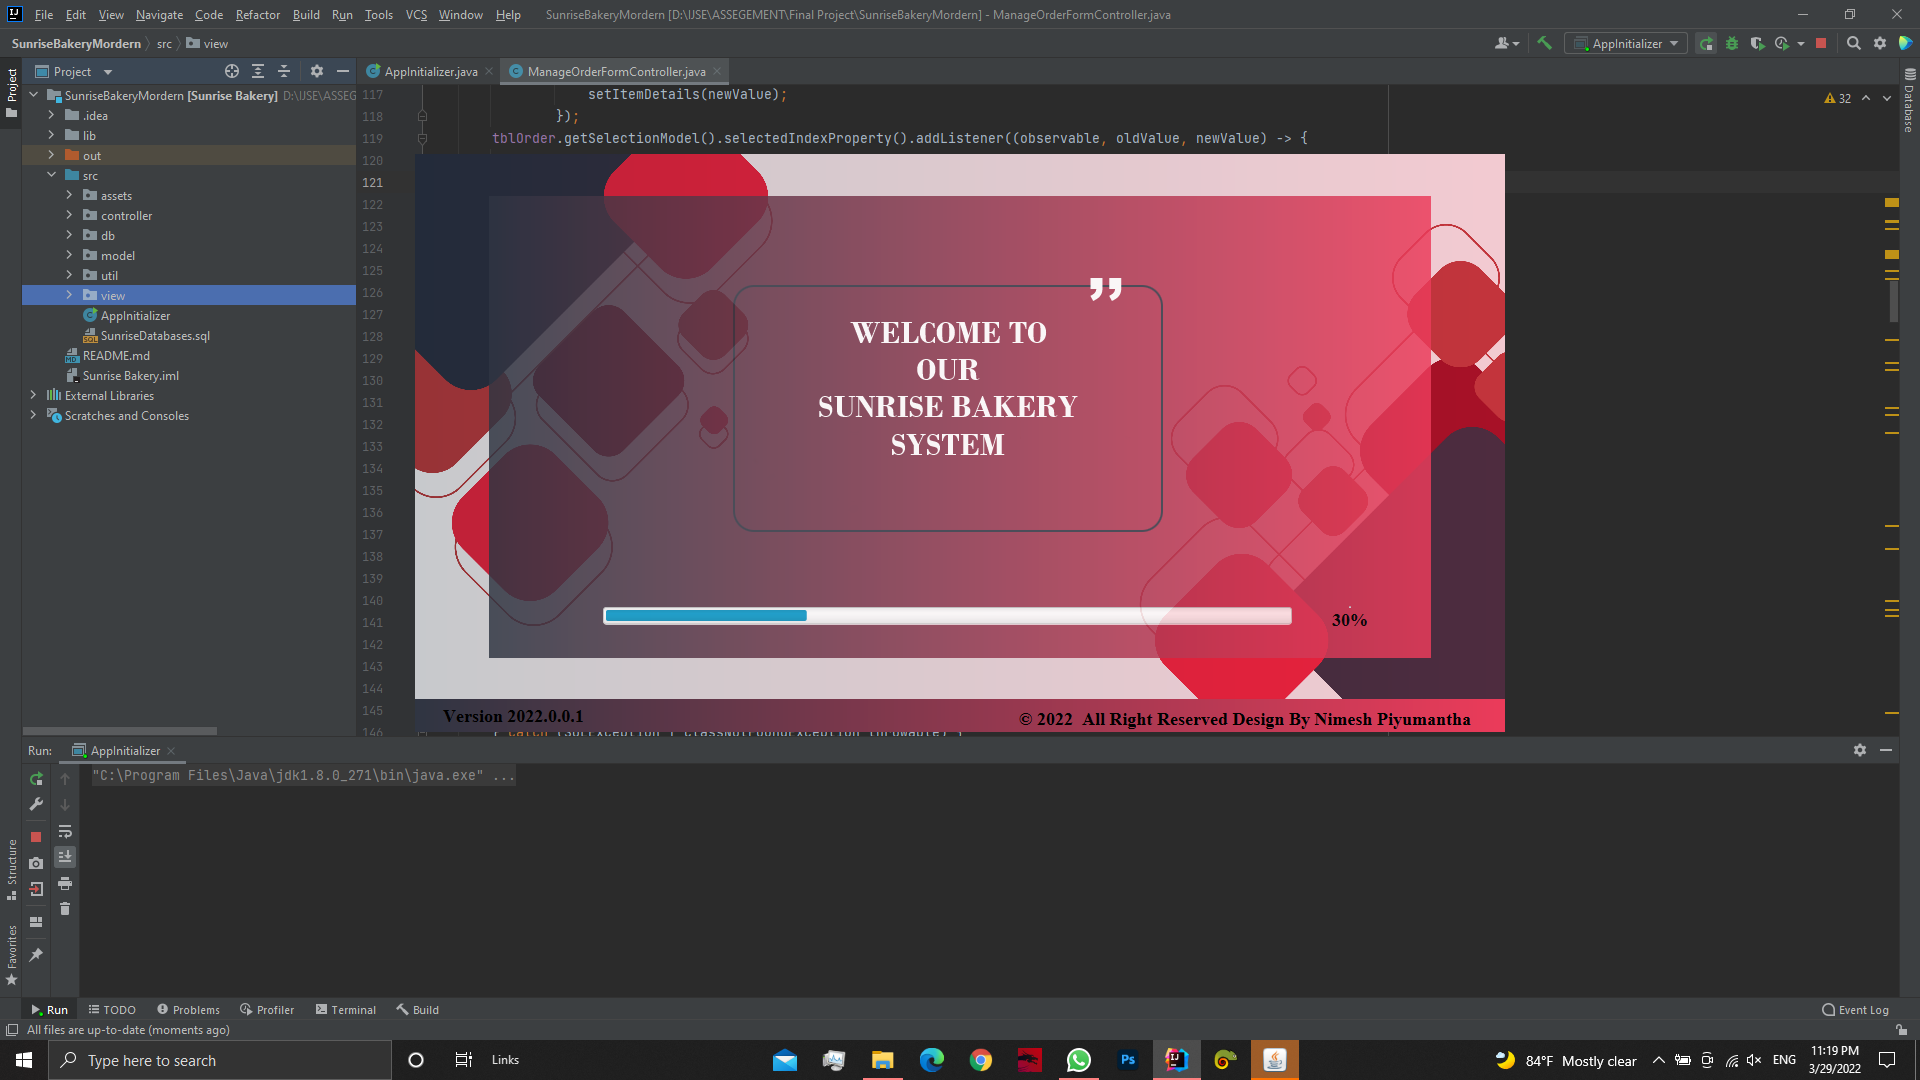 File Edit View Navigate Code Refactor Build Run Tools VCS Window Help SunriseBakeryMordern [D:\IJSE\ASSEGEMENT\Final Project\SunriseBakeryMordern] - ManageOrderFormController.java
SunriseBakeryMordern src view
AppInitializer
Project
AppInitializer.java
ManageOrderFormController.java
Project
Database
SunriseBakeryMordern [Sunrise Bakery] D:\IJSE\ASSEG
.idea
lib
out
src
assets
controller
db
model
util
view
AppInitializer
SunriseDatabases.sql
README.md
Sunrise Bakery.iml
External Libraries
Scratches and Consoles
32
117 setItemDetails(newValue);
118 });
119 tblOrder.getSelectionModel().selectedIndexProperty().addListener((observable, oldValue, newValue) -> {
120
121
122
123
124
125
126
127
128
129
130
131
132
133
134
135
136
137
138
139
140
141
142
143
144
145
146
WELCOME TO
OUR
SUNRISE BAKERY
SYSTEM
30%
Version 2022.0.0.1
© 2022 All Right Reserved Design By Nimesh Piyumantha
Run: AppInitializer
"C:\Program Files\Java\jdk1.8.0_271\bin\java.exe" ...
Structure
Favorites
Run TODO Problems Profiler Terminal Build Event Log
All files are up-to-date (moments ago)
Type here to search
Links
Ps
84°F Mostly clear
ENG
11:19 PM
3/29/2022